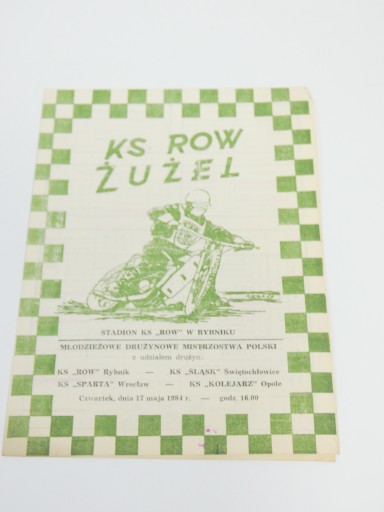 KS ROW
ŻUŻEL
STADION KS „ROW" W RYBNIKU
MŁODZIEŻOWE DRUŻYNOWE MISTRZOSTWA POLSKI
z udziałem drużyn:
KS „ROW" Rybnik — KS „ŚLĄSK" Świętochłowice
KS „SPARTA" Wrocław — KS „KOLEJARZ" Opole
Czwartek, dnia 17 maja 1984 r. — godz. 16.00